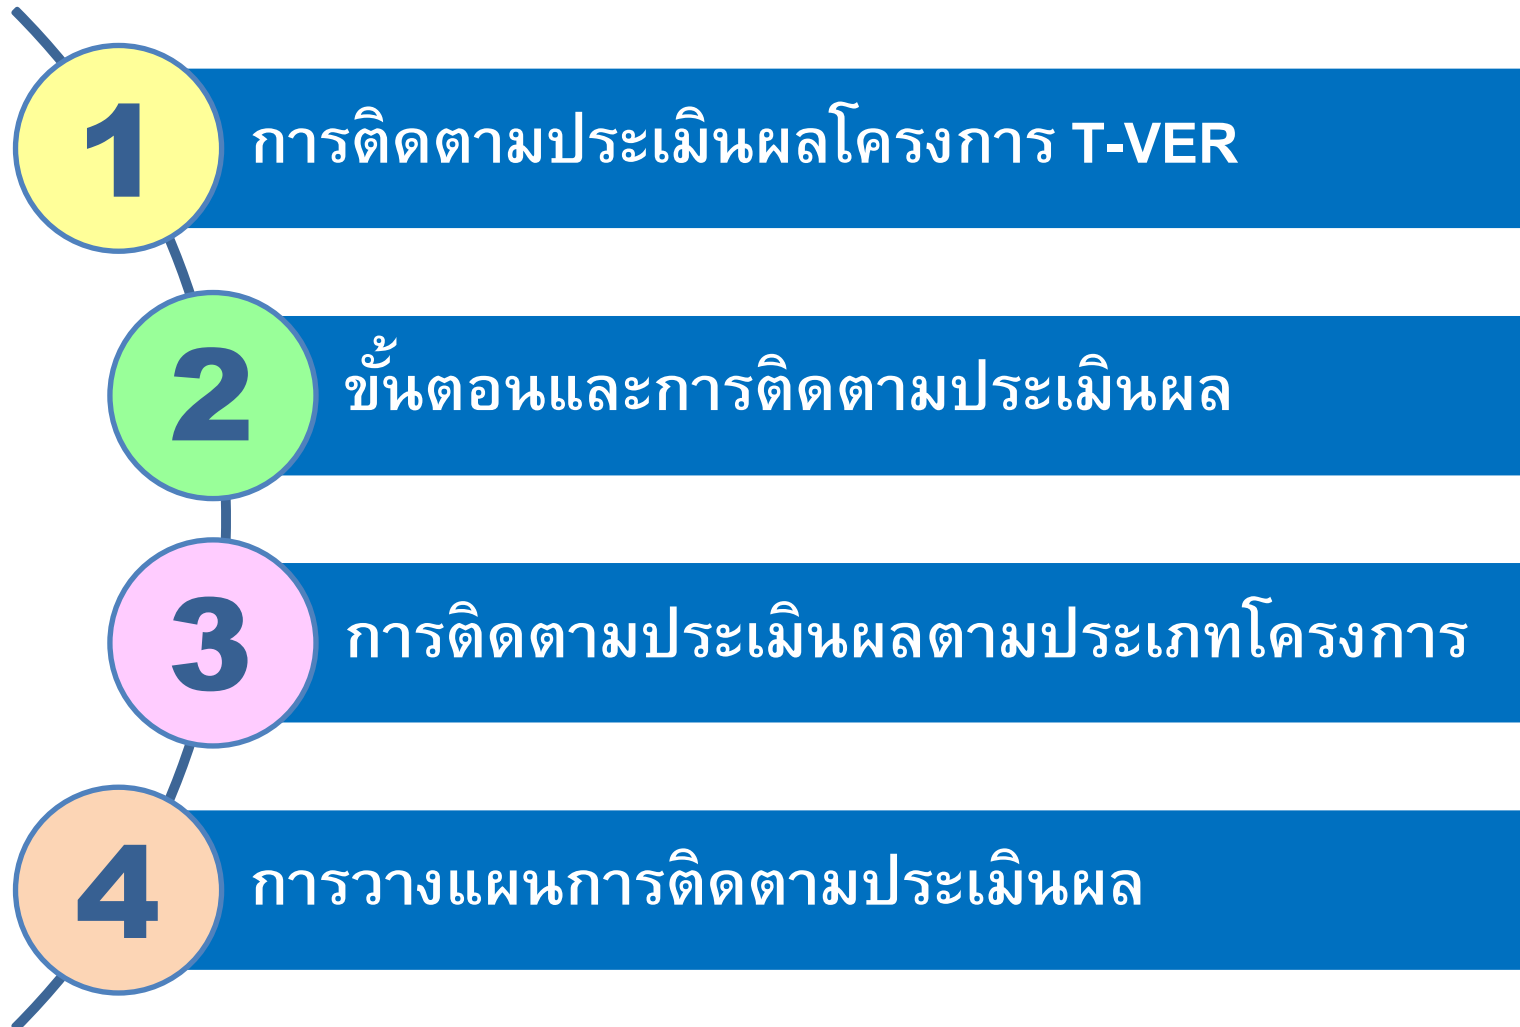 1
การติดตามประเมินผลโครงการ T-VER
2
ขั้นตอนและการติดตามประเมินผล
3
การติดตามประเมินผลตามประเภทโครงการ
4
การวางแผนการติดตามประเมินผล